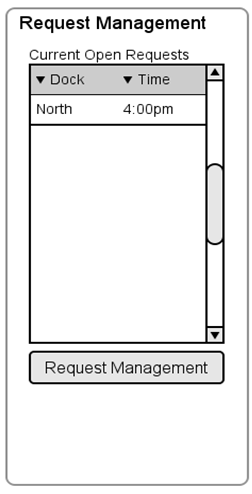 Request Management
Current Open Requests
Dock Time
North 4:00pm
Request Management